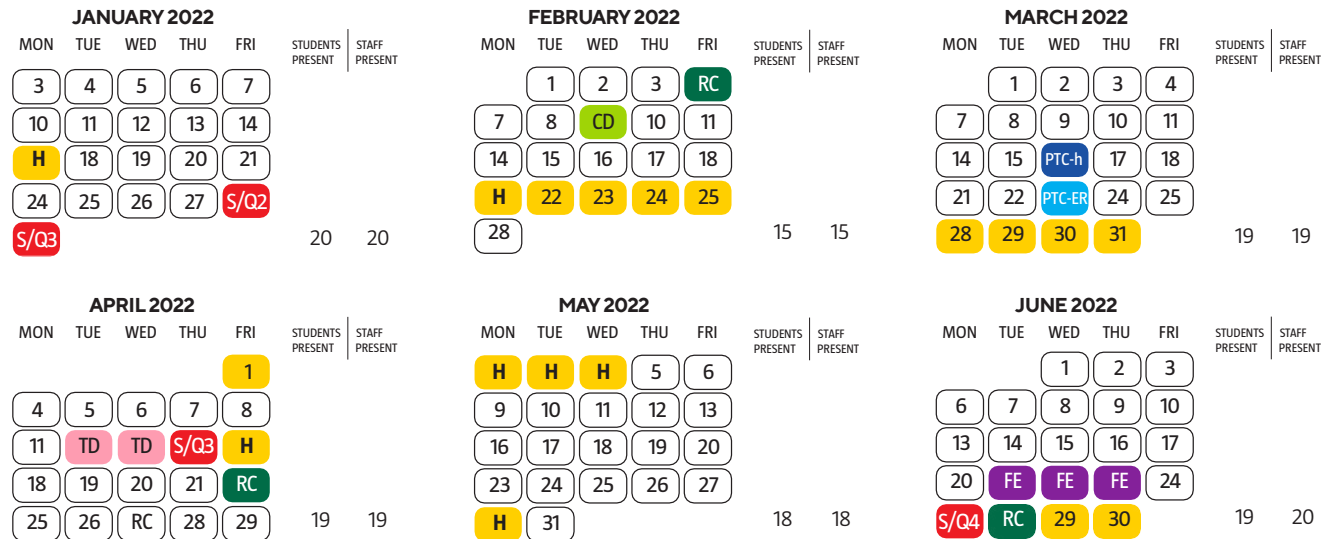 JANUARY 2022
MON TUE WED THU FRI STUDENTS PRESENT STAFF PRESENT
3 4 5 6 7
10 11 12 13 14
H 18 19 20 21
24 25 26 27 S/Q2
S/Q3 20 20
FEBRUARY 2022
MON TUE WED THU FRI STUDENTS PRESENT STAFF PRESENT
1 2 3 RC
7 8 CD 10 11
14 15 16 17 18
H 22 23 24 25
28 15 15
MARCH 2022
MON TUE WED THU FRI STUDENTS PRESENT STAFF PRESENT
1 2 3 4
7 8 9 10 11
14 15 PTC-h 17 18
21 22 PTC-ER 24 25
28 29 30 31 19 19
APRIL 2022
MON TUE WED THU FRI STUDENTS PRESENT STAFF PRESENT
1
4 5 6 7 8
11 TD TD S/Q3 H
18 19 20 21 RC
25 26 RC 28 29 19 19
MAY 2022
MON TUE WED THU FRI STUDENTS PRESENT STAFF PRESENT
H H H 5 6
9 10 11 12 13
16 17 18 19 20
23 24 25 26 27
H 31 18 18
JUNE 2022
MON TUE WED THU FRI STUDENTS PRESENT STAFF PRESENT
1 2 3
6 7 8 9 10
13 14 15 16 17
20 FE FE FE 24
S/Q4 RC 29 30 19 20